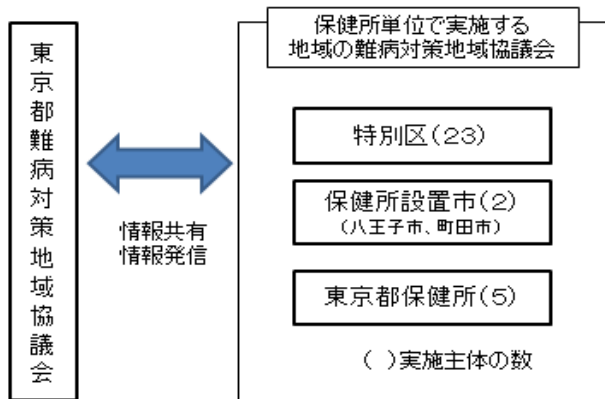 東京都難病対策地域協議会
情報共有
情報発信
保健所単位で実施する
地域の難病対策地域協議会
特別区(23)
保健所設置市(2)
(八王子市、町田市)
東京都保健所(5)
( )実施主体の数